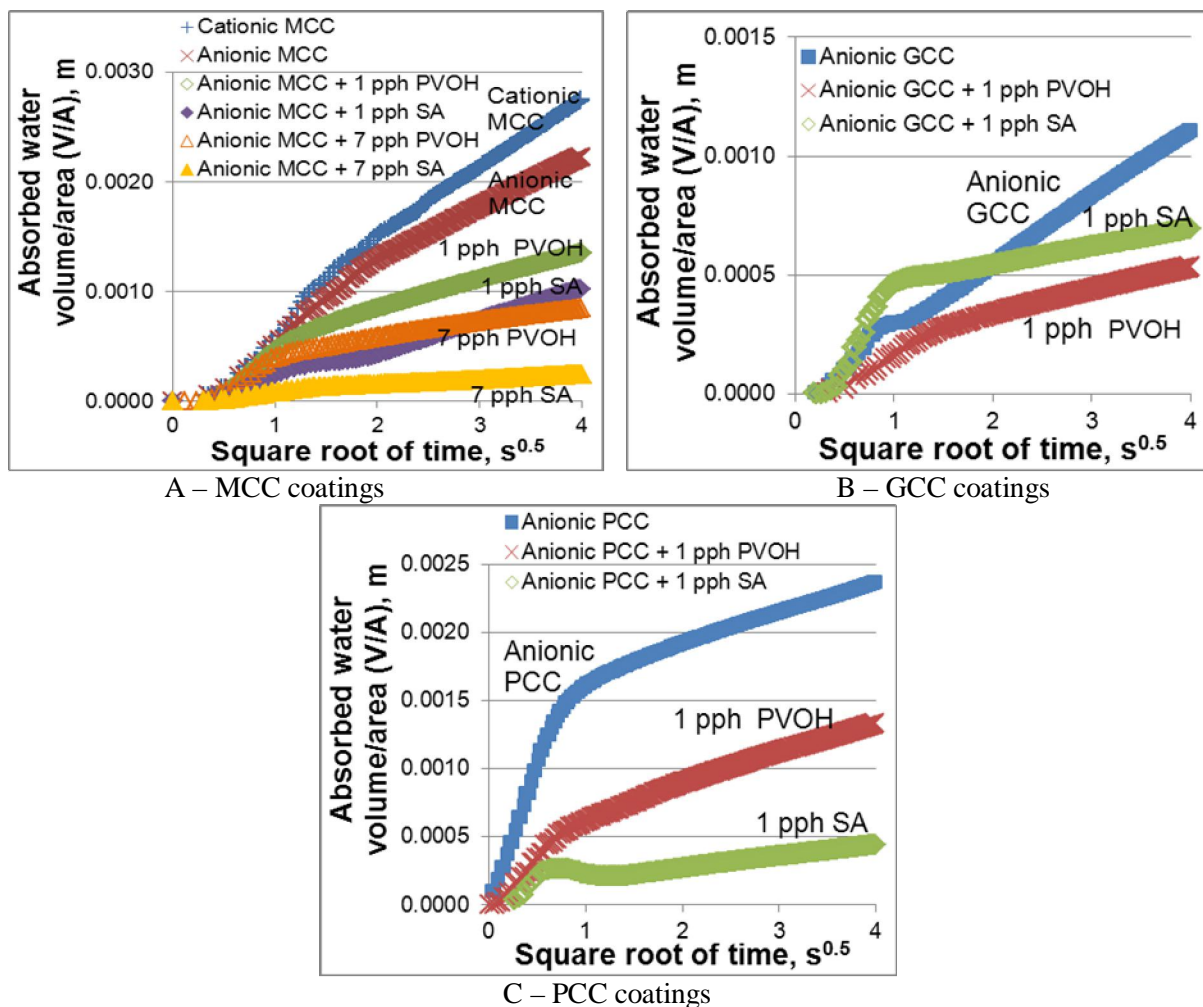 Cationic MCC
Anionic MCC
Anionic MCC + 1 pph PVOH
Anionic MCC + 1 pph SA
Anionic MCC + 7 pph PVOH
Anionic MCC + 7 pph SA
Absorbed water
volume/area (V/A), m
0.0030
0.0020
0.0010
0.0000
Cationic
MCC
Anionic
MCC
1 pph PVOH
1 pph SA
7 pph PVOH
7 pph SA
0 1 2 3 4
Square root of time, s0.5
A – MCC coatings
Anionic GCC
Anionic GCC + 1 pph PVOH
Anionic GCC + 1 pph SA
Absorbed water
volume/area (V/A), m
0.0015
0.0010
0.0005
0.0000
Anionic
GCC
1 pph SA
1 pph PVOH
0 1 2 3 4
Square root of time, s0.5
B – GCC coatings
Anionic PCC
Anionic PCC + 1 pph PVOH
Anionic PCC + 1 pph SA
Absorbed water
volume/area (V/A), m
0.0025
0.0020
0.0015
0.0010
0.0005
0.0000
Anionic
PCC
1 pph PVOH
1 pph SA
0 1 2 3 4
Square root of time, s0.5
C – PCC coatings